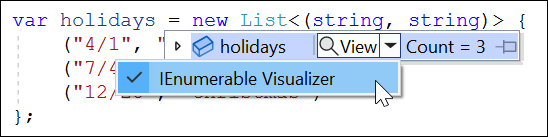 var holidays = new List<(string, string)> {
("4/1", "
holidays View Count = 3
("7/4
IEnumerable Visualizer
("12/
};